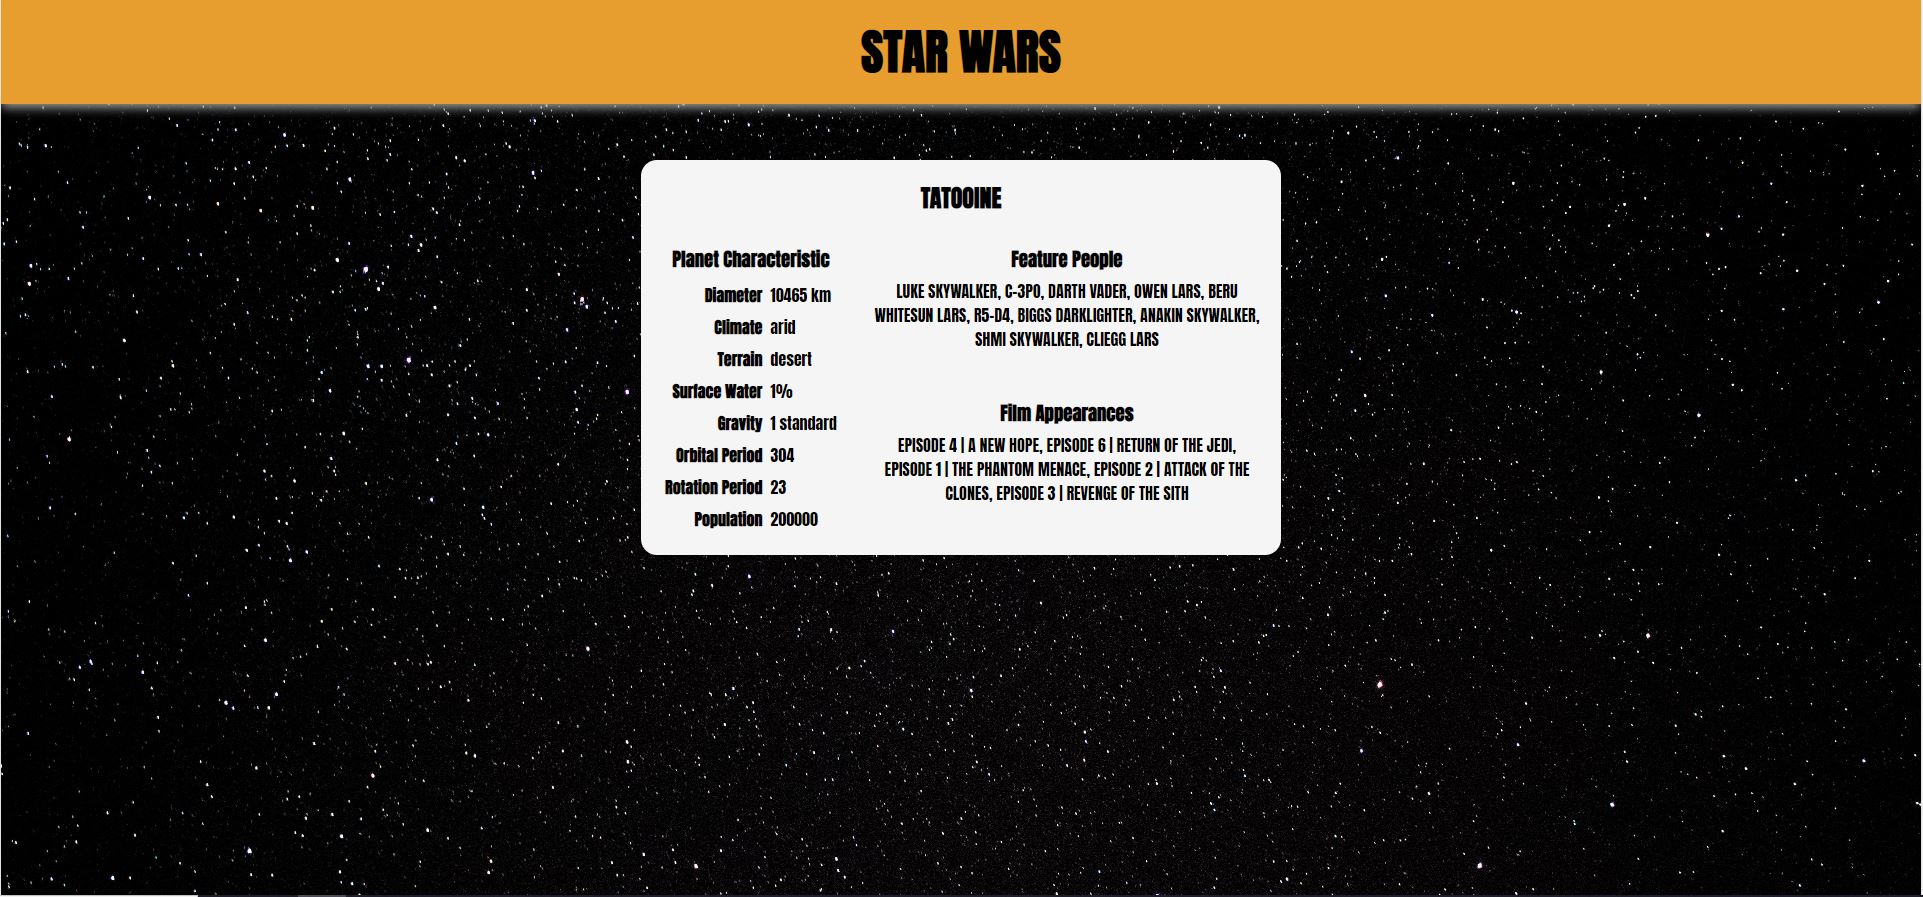 STAR WARS
TATOOINE
Planet Characteristic
Diameter 10465 km
Climate arid
Terrain desert
Surface Water 1%
Gravity 1 standard
Orbital Period 304
Rotation Period 23
Population 200000
Feature People
LUKE SKYWALKER, C-3PO, DARTH VADER, OWEN LARS, BERU
WHITESUN LARS, R5-D4, BIGGS DARKLIGHTER, ANAKIN SKYWALKER,
SHMI SKYWALKER, CLIEGG LARS
Film Appearances
EPISODE 4 | A NEW HOPE, EPISODE 6 | RETURN OF THE JEDI,
EPISODE 1 | THE PHANTOM MENACE, EPISODE 2 | ATTACK OF THE
CLONES, EPISODE 3 | REVENGE OF THE SITH